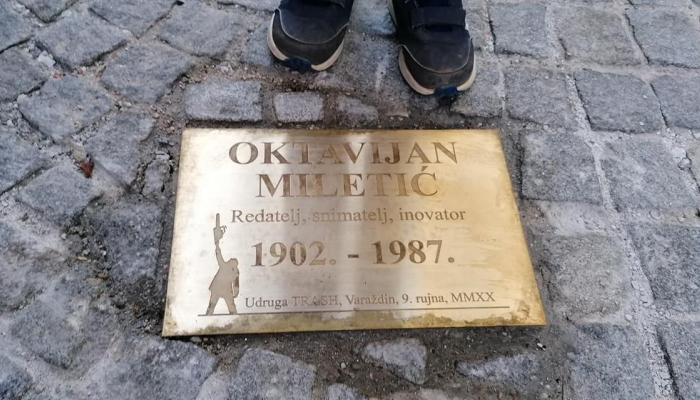 OKTAVIJAN
MILETIĆ
Redatelj, snimatelj, inovator
1902. - 1987.
Udruga TRASH, Varaždin, 9. rujna, MMXX